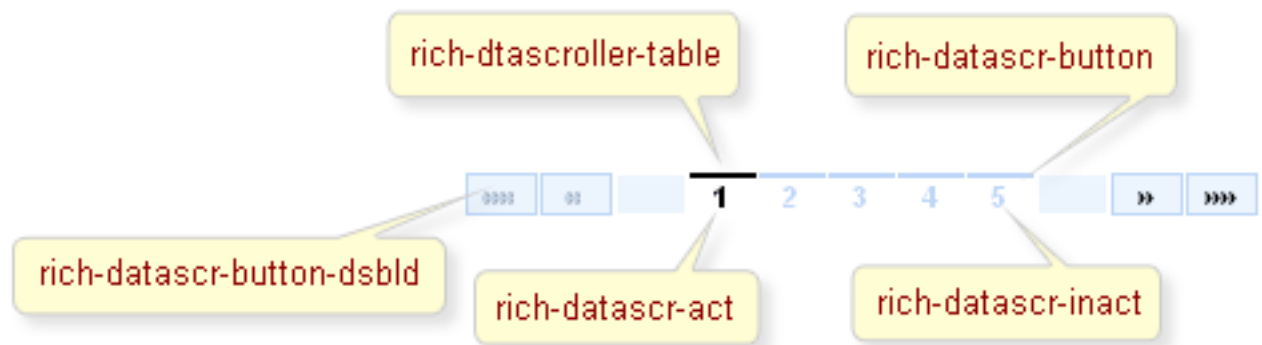 rich-dtascroller-table
rich-datascr-button
«««« «« 1 2 3 4 5 »» »»»»
rich-datascr-button-dsbld
rich-datascr-act
rich-datascr-inact